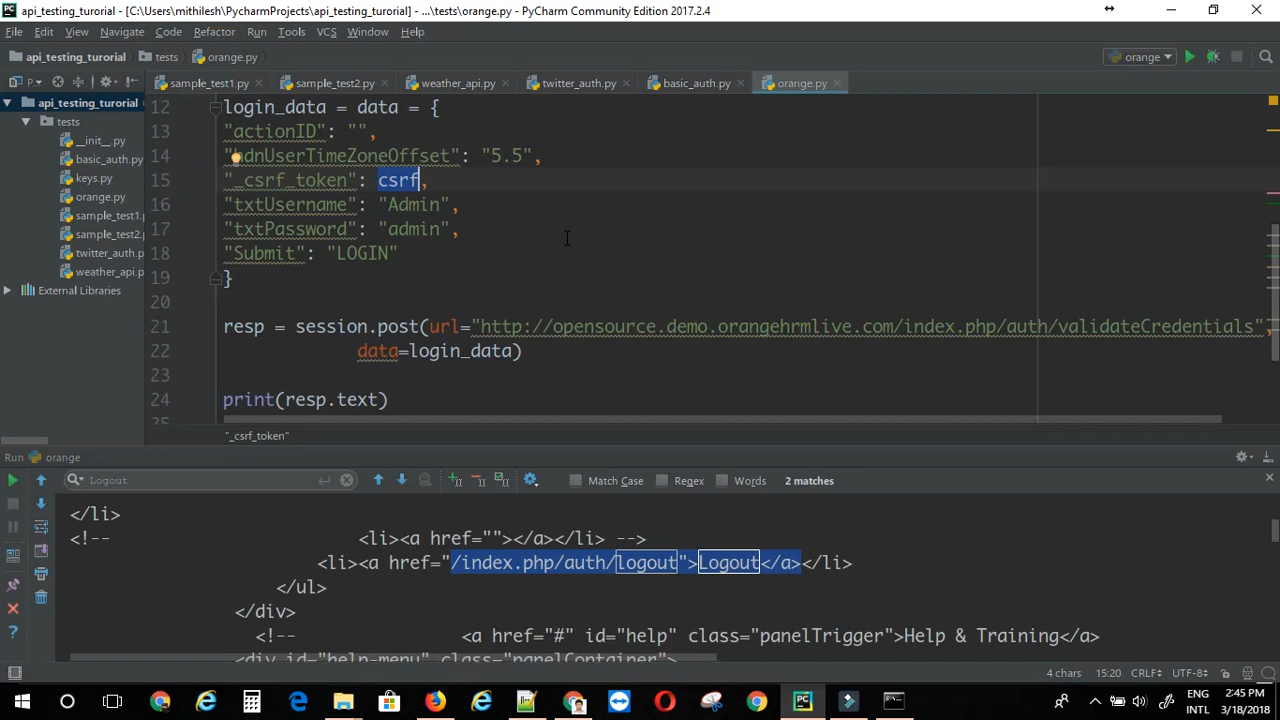 api_testing_turorial - [C:\Users\mithilesh\PycharmProjects\api_testing_turorial] - ...\tests\orange.py - PyCharm Community Edition 2017.2.4
File Edit View Navigate Code Refactor Run Tools VCS Window Help
api_testing_turorial tests orange.py orange
P.. sample_test1.py sample_test2.py weather_api.py twitter_auth.py basic_auth.py orange.py
api_testing_turorial
tests
__init__.py
basic_auth.py
keys.py
orange.py
sample_test1.p
sample_test2.p
twitter_auth.p
weather_api.p
External Libraries
12 login_data = data = {
13 "actionID": "",
14 "hdnUserTimeZoneOffset": "5.5",
15 "_csrf_token": csrf,
16 "txtUsername": "Admin",
17 "txtPassword": "admin",
18 "Submit": "LOGIN"
19 }
20
21 resp = session.post(url="http://opensource.demo.orangehrmlive.com/index.php/auth/validateCredentials",
22 data=login_data)
23
24 print(resp.text)
25
"_csrf_token"
Run orange
Logout Match Case Regex Words 2 matches
</li>
<!-- <li><a href=""></a></li> -->
<li><a href="/index.php/auth/logout">Logout</a></li>
</ul>
</div>
<!-- <a href="#" id="help" class="panelTrigger">Help & Training</a>
<div id="help-menu" class="panelContainer">
4 chars 15:20 CRLF÷ UTF-8÷
ENG 2:45 PM
INTL 3/18/2018